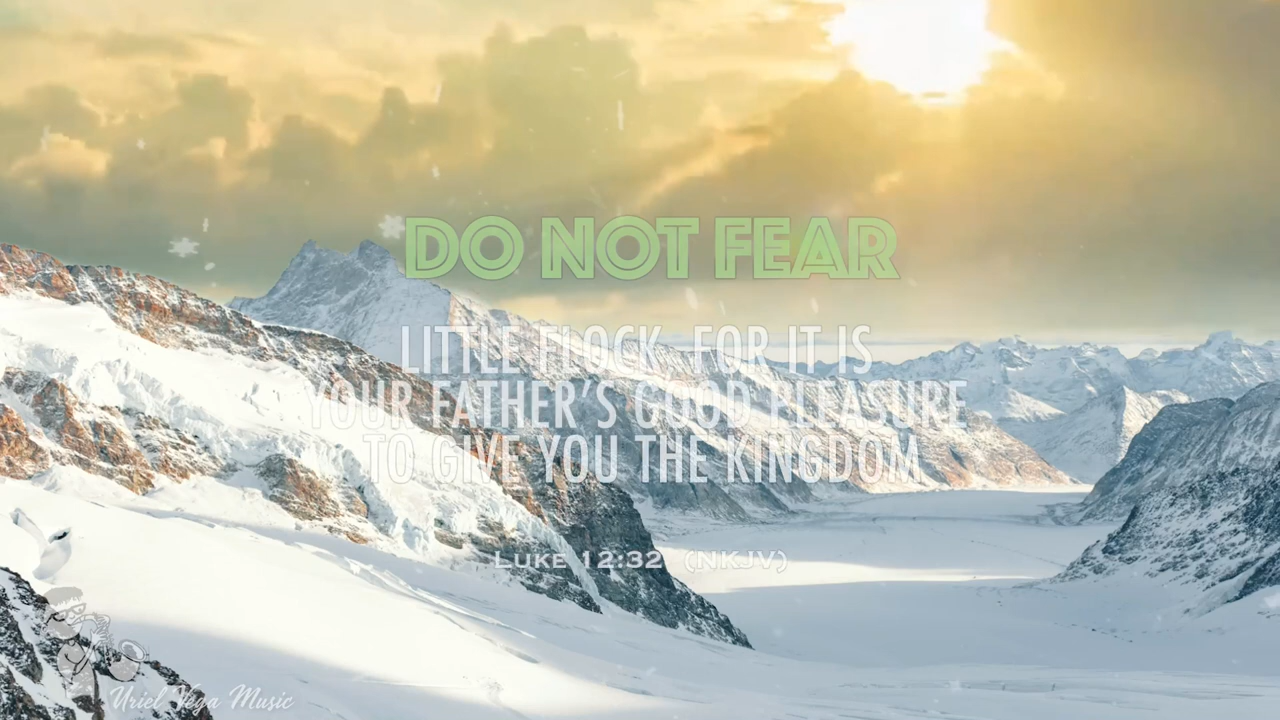 DO NOT FEAR
LITTLE FLOCK, FOR IT IS
YOUR FATHER'S GOOD PLEASURE
TO GIVE YOU THE KINGDOM
LUKE 12:32 (NKJV)
Uriel Vega Music